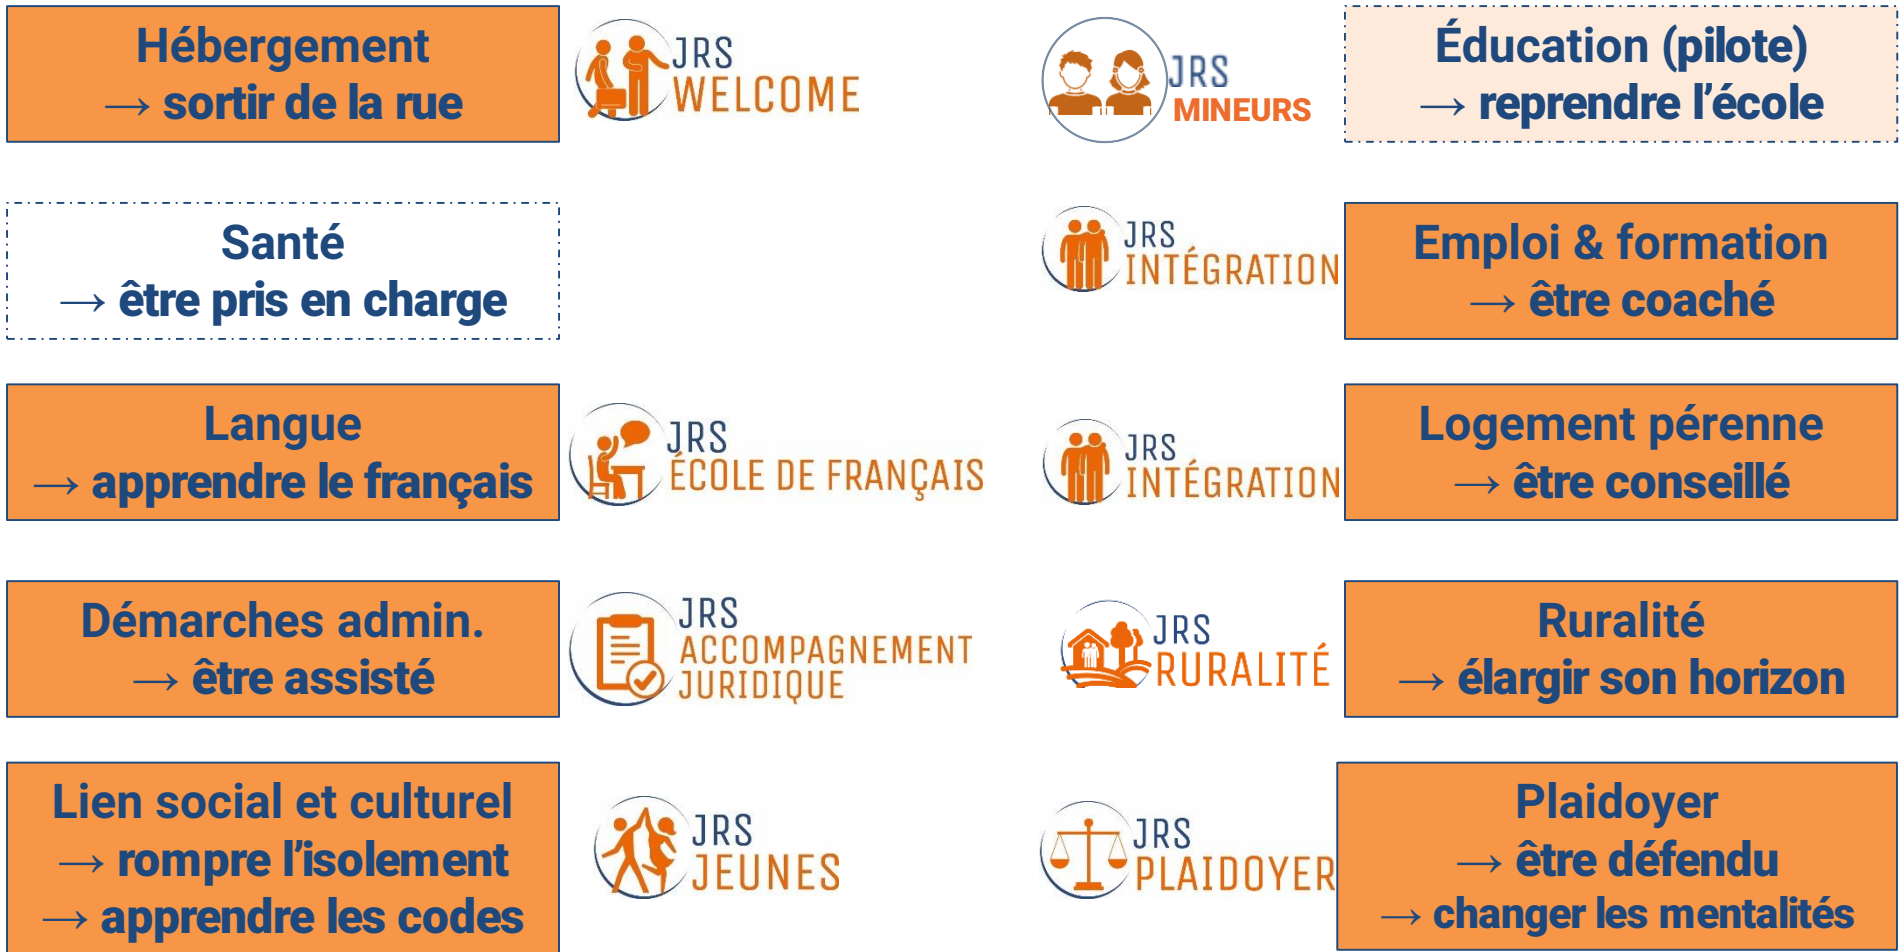 Hébergement
→ sortir de la rue
JRS
WELCOME
JRS
MINEURS
Éducation (pilote)
→ reprendre l’école
Santé
→ être pris en charge
JRS
INTÉGRATION
Emploi & formation
→ être coaché
Langue
→ apprendre le français
JRS
ÉCOLE DE FRANÇAIS
JRS
INTÉGRATION
Logement pérenne
→ être conseillé
Démarches admin.
→ être assisté
JRS
ACCOMPAGNEMENT
JURIDIQUE
JRS
RURALITÉ
Ruralité
→ élargir son horizon
Lien social et culturel
→ rompre l’isolement
→ apprendre les codes
JRS
JEUNES
JRS
PLAIDOYER
Plaidoyer
→ être défendu
→ changer les mentalités